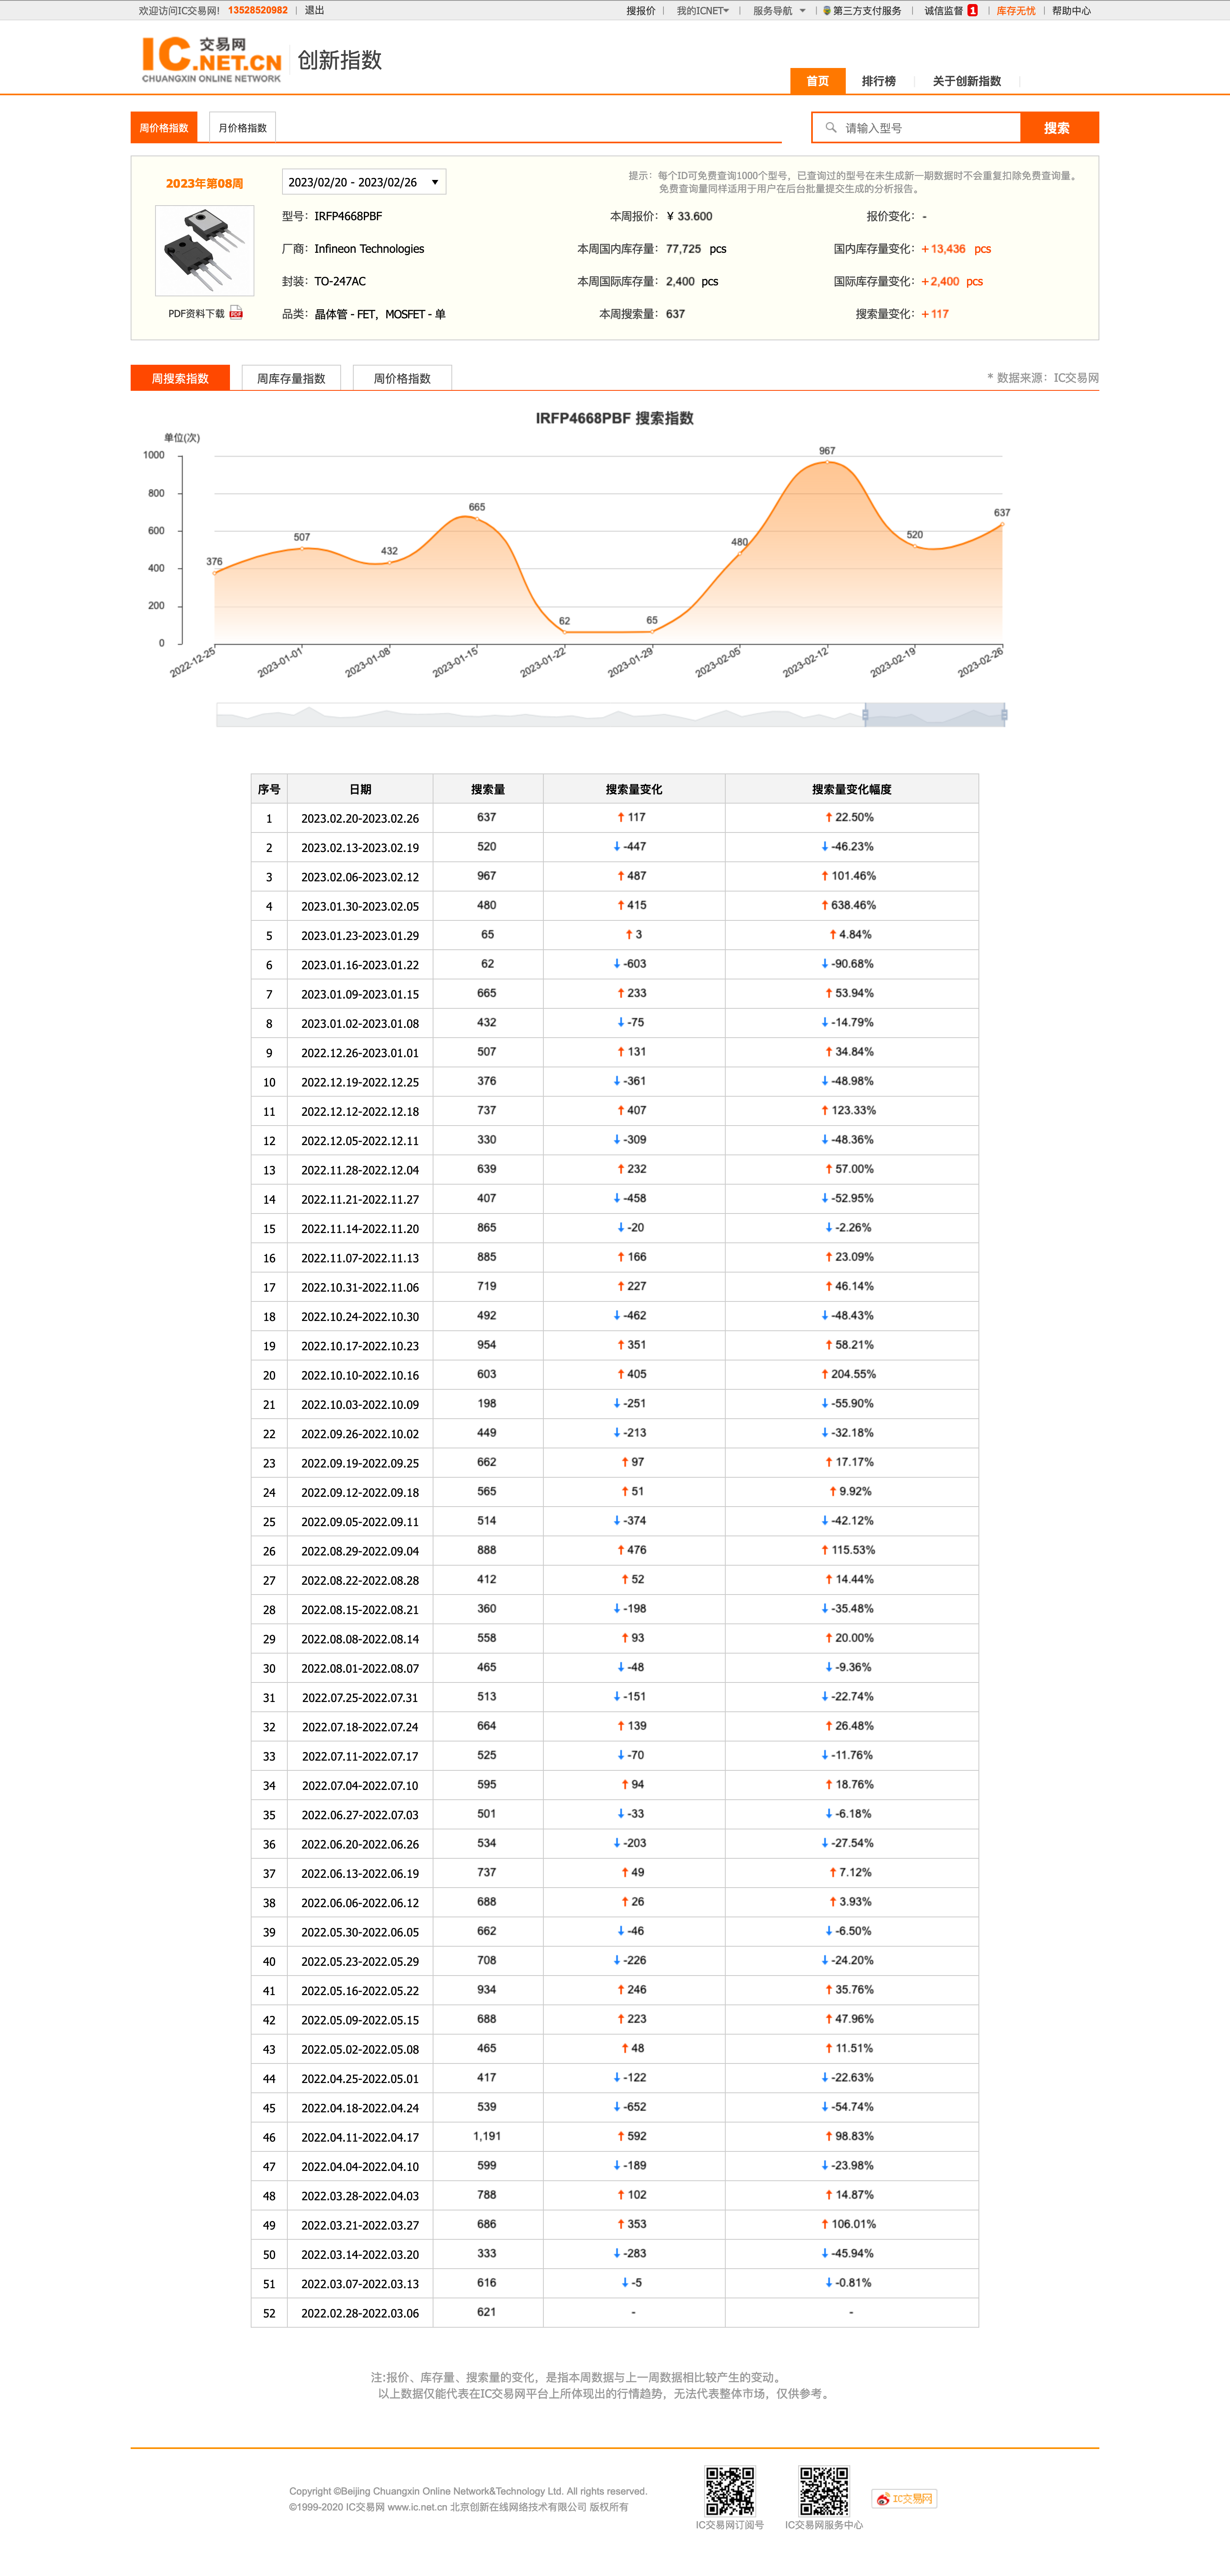 欢迎访问IC交易网! 13528520982 | 退出 搜报价 | 我的ICNET | 服务导航 | 第三方支付服务 | 诚信监督 1 | 库存无忧 | 帮助中心
IC 交易网 .NET.CN CHUANGXIN ONLINE NETWORK 创新指数
首页 排行榜 关于创新指数
周价格指数 月价格指数 请输入型号 搜索
2023年第08周 2023/02/20 - 2023/02/26
提示：每个ID可免费查询1000个型号，已查询过的型号在未生成新一期数据时不会重复扣除免费查询量。
免费查询量同样适用于用户在后台批量提交生成的分析报告。
型号：IRFP4668PBF 本周报价：¥ 33.600 报价变化：-
厂商：Infineon Technologies 本周国内库存量：77,725 pcs 国内库存量变化：+13,436 pcs
封装：TO-247AC 本周国际库存量：2,400 pcs 国际库存量变化：+2,400 pcs
PDF资料下载 PDF 品类：晶体管 - FET，MOSFET - 单 本周搜索量：637 搜索量变化：+117
周搜索指数 周库存量指数 周价格指数 * 数据来源：IC交易网
IRFP4668PBF 搜索指数
单位(次)
1000
800
600
400
200
0
376 507 432 665 62 65 480 967 520 637
2022-12-25 2023-01-01 2023-01-08 2023-01-15 2023-01-22 2023-01-29 2023-02-05 2023-02-12 2023-02-19 2023-02-26
序号 日期 搜索量 搜索量变化 搜索量变化幅度
1 2023.02.20-2023.02.26 637 ↑ 117 ↑ 22.50%
2 2023.02.13-2023.02.19 520 ↓ -447 ↓ -46.23%
3 2023.02.06-2023.02.12 967 ↑ 487 ↑ 101.46%
4 2023.01.30-2023.02.05 480 ↑ 415 ↑ 638.46%
5 2023.01.23-2023.01.29 65 ↑ 3 ↑ 4.84%
6 2023.01.16-2023.01.22 62 ↓ -603 ↓ -90.68%
7 2023.01.09-2023.01.15 665 ↑ 233 ↑ 53.94%
8 2023.01.02-2023.01.08 432 ↓ -75 ↓ -14.79%
9 2022.12.26-2023.01.01 507 ↑ 131 ↑ 34.84%
10 2022.12.19-2022.12.25 376 ↓ -361 ↓ -48.98%
11 2022.12.12-2022.12.18 737 ↑ 407 ↑ 123.33%
12 2022.12.05-2022.12.11 330 ↓ -309 ↓ -48.36%
13 2022.11.28-2022.12.04 639 ↑ 232 ↑ 57.00%
14 2022.11.21-2022.11.27 407 ↓ -458 ↓ -52.95%
15 2022.11.14-2022.11.20 865 ↓ -20 ↓ -2.26%
16 2022.11.07-2022.11.13 885 ↑ 166 ↑ 23.09%
17 2022.10.31-2022.11.06 719 ↑ 227 ↑ 46.14%
18 2022.10.24-2022.10.30 492 ↓ -462 ↓ -48.43%
19 2022.10.17-2022.10.23 954 ↑ 351 ↑ 58.21%
20 2022.10.10-2022.10.16 603 ↑ 405 ↑ 204.55%
21 2022.10.03-2022.10.09 198 ↓ -251 ↓ -55.90%
22 2022.09.26-2022.10.02 449 ↓ -213 ↓ -32.18%
23 2022.09.19-2022.09.25 662 ↑ 97 ↑ 17.17%
24 2022.09.12-2022.09.18 565 ↑ 51 ↑ 9.92%
25 2022.09.05-2022.09.11 514 ↓ -374 ↓ -42.12%
26 2022.08.29-2022.09.04 888 ↑ 476 ↑ 115.53%
27 2022.08.22-2022.08.28 412 ↑ 52 ↑ 14.44%
28 2022.08.15-2022.08.21 360 ↓ -198 ↓ -35.48%
29 2022.08.08-2022.08.14 558 ↑ 93 ↑ 20.00%
30 2022.08.01-2022.08.07 465 ↓ -48 ↓ -9.36%
31 2022.07.25-2022.07.31 513 ↓ -151 ↓ -22.74%
32 2022.07.18-2022.07.24 664 ↑ 139 ↑ 26.48%
33 2022.07.11-2022.07.17 525 ↓ -70 ↓ -11.76%
34 2022.07.04-2022.07.10 595 ↑ 94 ↑ 18.76%
35 2022.06.27-2022.07.03 501 ↓ -33 ↓ -6.18%
36 2022.06.20-2022.06.26 534 ↓ -203 ↓ -27.54%
37 2022.06.13-2022.06.19 737 ↑ 49 ↑ 7.12%
38 2022.06.06-2022.06.12 688 ↑ 26 ↑ 3.93%
39 2022.05.30-2022.06.05 662 ↓ -46 ↓ -6.50%
40 2022.05.23-2022.05.29 708 ↓ -226 ↓ -24.20%
41 2022.05.16-2022.05.22 934 ↑ 246 ↑ 35.76%
42 2022.05.09-2022.05.15 688 ↑ 223 ↑ 47.96%
43 2022.05.02-2022.05.08 465 ↑ 48 ↑ 11.51%
44 2022.04.25-2022.05.01 417 ↓ -122 ↓ -22.63%
45 2022.04.18-2022.04.24 539 ↓ -652 ↓ -54.74%
46 2022.04.11-2022.04.17 1,191 ↑ 592 ↑ 98.83%
47 2022.04.04-2022.04.10 599 ↓ -189 ↓ -23.98%
48 2022.03.28-2022.04.03 788 ↑ 102 ↑ 14.87%
49 2022.03.21-2022.03.27 686 ↑ 353 ↑ 106.01%
50 2022.03.14-2022.03.20 333 ↓ -283 ↓ -45.94%
51 2022.03.07-2022.03.13 616 ↓ -5 ↓ -0.81%
52 2022.02.28-2022.03.06 621 - -
注:报价、库存量、搜索量的变化，是指本周数据与上一周数据相比较产生的变动。
以上数据仅能代表在IC交易网平台上所体现出的行情趋势，无法代表整体市场，仅供参考。
Copyright ©Beijing Chuangxin Online Network&Technology Ltd. All rights reserved.
©1999-2020 IC交易网 www.ic.net.cn 北京创新在线网络技术有限公司 版权所有
IC交易网
IC交易网订阅号 IC交易网服务中心